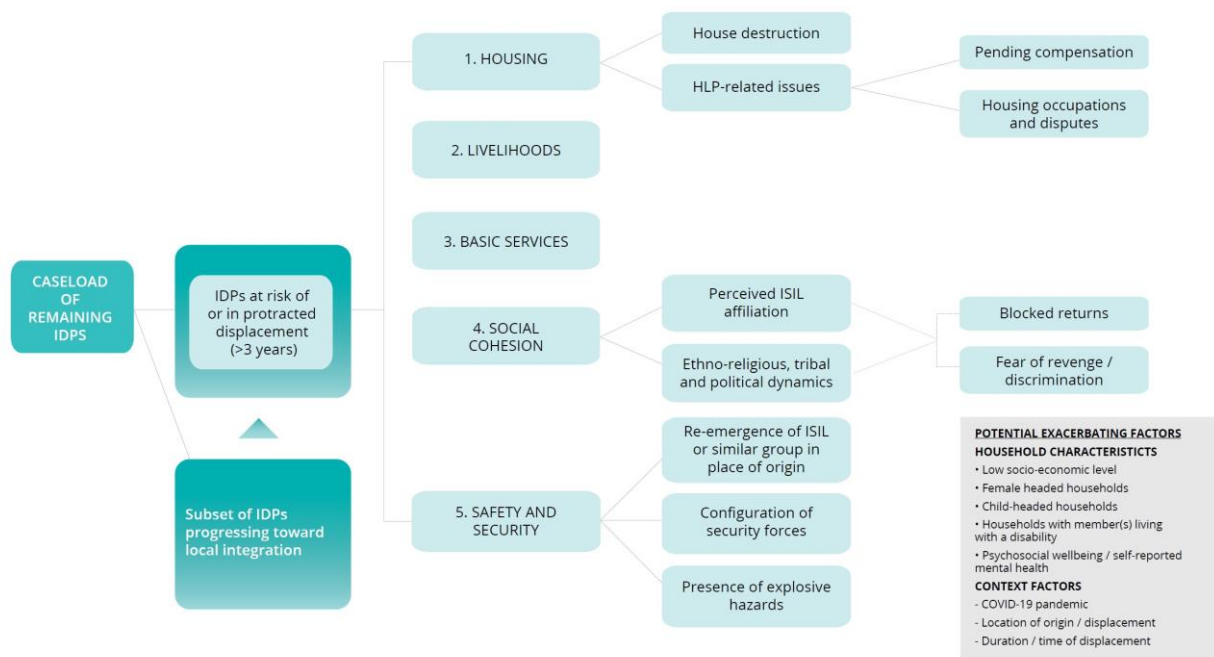 CASELOAD
OF
REMAINING
IDPS
IDPs at risk of
or in protracted
displacement
(>3 years)
Subset of IDPs
progressing toward
local integration
1. HOUSING
House destruction
HLP-related issues
Pending compensation
Housing occupations
and disputes
2. LIVELIHOODS
3. BASIC SERVICES
4. SOCIAL
COHESION
Perceived ISIL
affiliation
Ethno-religious, tribal
and political dynamics
Blocked returns
Fear of revenge /
discrimination
5. SAFETY AND
SECURITY
Re-emergence of ISIL
or similar group in
place of origin
Configuration of
security forces
Presence of explosive
hazards
POTENTIAL EXACERBATING FACTORS
HOUSEHOLD CHARACTERISTICTS
• Low socio-economic level
• Female headed households
• Child-headed households
• Households with member(s) living
with a disability
• Psychosocial wellbeing / self-reported
mental health
CONTEXT FACTORS
- COVID-19 pandemic
- Location of origin / displacement
- Duration / time of displacement